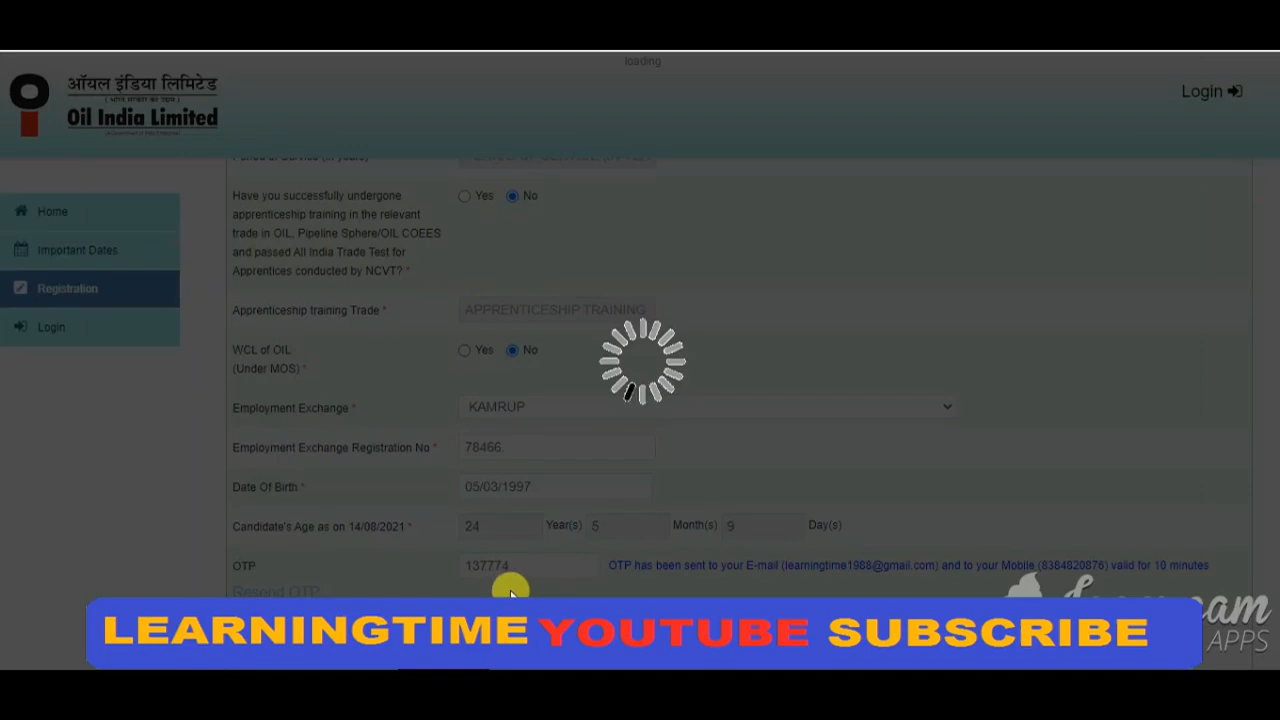 loading
ऑयल इंडिया लिमिटेड
( भारत सरकार का उद्यम )
Oil India Limited
Login
Home
Important Dates
Registration
Login
Have you successfully undergone
apprenticeship training in the relevant
trade in OIL, Pipeline Sphere/OIL COEES
and passed All India Trade Test for
Apprentices conducted by NCVT? *
Yes No
Apprenticeship training Trade * APPRENTICESHIP TRAINING
WCL of OIL
(Under MOS) *
Yes No
Employment Exchange * KAMRUP
Employment Exchange Registration No * 78466.
Date Of Birth * 05/03/1997
Candidate's Age as on 14/08/2021 * 24 Year(s) 5 Month(s) 9 Day(s)
OTP 137774 OTP has been sent to your E-mail (learningtime1988@gmail.com) and to your Mobile (8384820876) valid for 10 minutes
Resend OTP
APPS
LEARNINGTIME YOUTUBE SUBSCRIBE